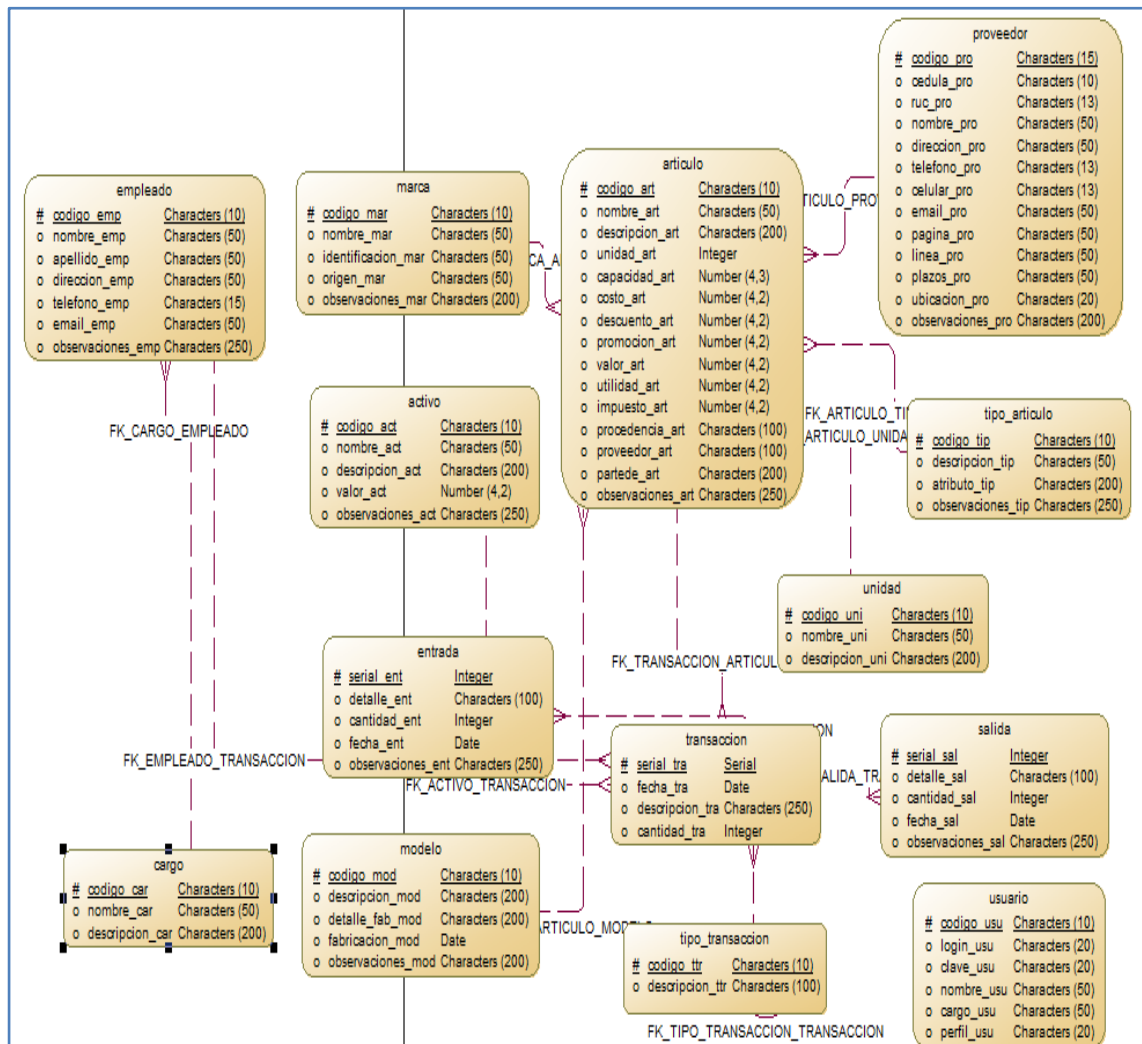 proveedor
# codigo_pro Characters (15)
o cedula_pro Characters (10)
o ruc_pro Characters (13)
o nombre_pro Characters (50)
o direccion_pro Characters (50)
o telefono_pro Characters (13)
o celular_pro Characters (13)
o email_pro Characters (50)
o pagina_pro Characters (50)
o linea_pro Characters (50)
o plazos_pro Characters (50)
o ubicacion_pro Characters (20)
o observaciones_pro Characters (200)
articulo
# codigo_art Characters (10)
o nombre_art Characters (50)
o descripcion_art Characters (200)
o unidad_art Integer
o capacidad_art Number (4,3)
o costo_art Number (4,2)
o descuento_art Number (4,2)
o promocion_art Number (4,2)
o valor_art Number (4,2)
o utilidad_art Number (4,2)
o impuesto_art Number (4,2)
o procedencia_art Characters (100)
o proveedor_art Characters (100)
o partede_art Characters (200)
o observaciones_art Characters (250)
TICULO_PRO
empleado
# codigo_emp Characters (10)
o nombre_emp Characters (50)
o apellido_emp Characters (50)
o direccion_emp Characters (50)
o telefono_emp Characters (15)
o email_emp Characters (50)
o observaciones_emp Characters (250)
marca
# codigo_mar Characters (10)
o nombre_mar Characters (50)
o identificacion_mar Characters (50)
o origen_mar Characters (50)
o observaciones_mar Characters (200)
CA_A
FK_CARGO_EMPLEADO
activo
# codigo_act Characters (10)
o nombre_act Characters (50)
o descripcion_act Characters (200)
o valor_act Number (4,2)
o observaciones_act Characters (250)
FK_ARTICULO_TI
ARTICULO_UNIDA
tipo_articulo
# codigo_tip Characters (10)
o descripcion_tip Characters (50)
o atributo_tip Characters (200)
o observaciones_tip Characters (250)
unidad
# codigo_uni Characters (10)
o nombre_uni Characters (50)
o descripcion_uni Characters (200)
FK_TRANSACCION_ARTICUL
entrada
# serial_ent Integer
o detalle_ent Characters (100)
o cantidad_ent Integer
o fecha_ent Date
o observaciones_ent Characters (250)
FK_EMPLEADO_TRANSACCION
FK_ACTIVO_TRANSACCION
ION
transaccion
# serial_tra Serial
o fecha_tra Date
o descripcion_tra Characters (250)
o cantidad_tra Integer
ALIDA_TRA
salida
# serial_sal Integer
o detalle_sal Characters (100)
o cantidad_sal Integer
o fecha_sal Date
o observaciones_sal Characters (250)
cargo
# codigo_car Characters (10)
o nombre_car Characters (50)
o descripcion_car Characters (200)
modelo
# codigo_mod Characters (10)
o descripcion_mod Characters (200)
o detalle_fab_mod Characters (200)
o fabricacion_mod Date
o observaciones_mod Characters (200)
ARTICULO_MODELO
tipo_transaccion
# codigo_ttr Characters (10)
o descripcion_ttr Characters (100)
FK_TIPO_TRANSACCION_TRANSACCION
usuario
# codigo_usu Characters (10)
o login_usu Characters (20)
o clave_usu Characters (20)
o nombre_usu Characters (50)
o cargo_usu Characters (50)
o perfil_usu Characters (20)